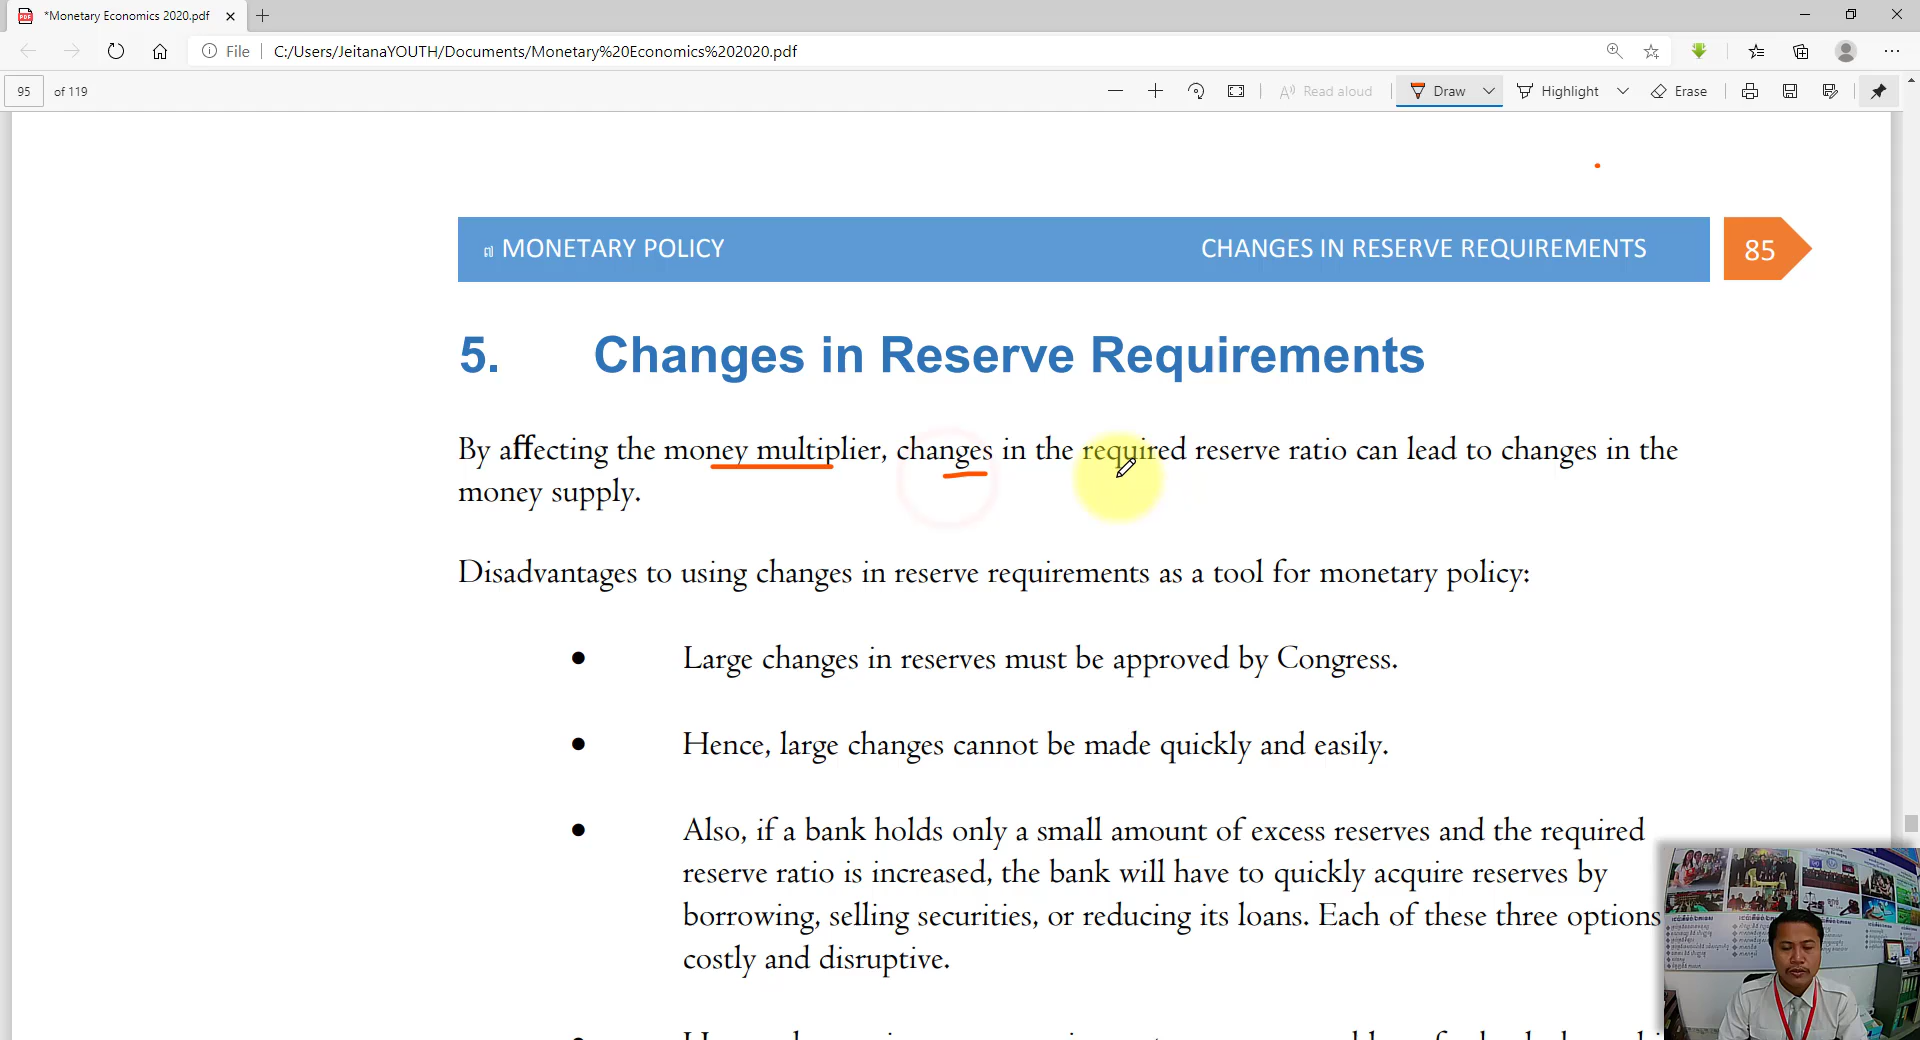 *Monetary Economics 2020.pdf
File
C:/Users/JeitanaYOUTH/Documents/Monetary%20Economics%202020.pdf
95 of 119
Read aloud
Draw
Highlight
Erase
៧ MONETARY POLICY
CHANGES IN RESERVE REQUIREMENTS
85
5. Changes in Reserve Requirements
By affecting the money multiplier, changes in the required reserve ratio can lead to changes in the
money supply.
Disadvantages to using changes in reserve requirements as a tool for monetary policy:
● Large changes in reserves must be approved by Congress.
● Hence, large changes cannot be made quickly and easily.
● Also, if a bank holds only a small amount of excess reserves and the required
reserve ratio is increased, the bank will have to quickly acquire reserves by
borrowing, selling securities, or reducing its loans. Each of these three options
costly and disruptive.